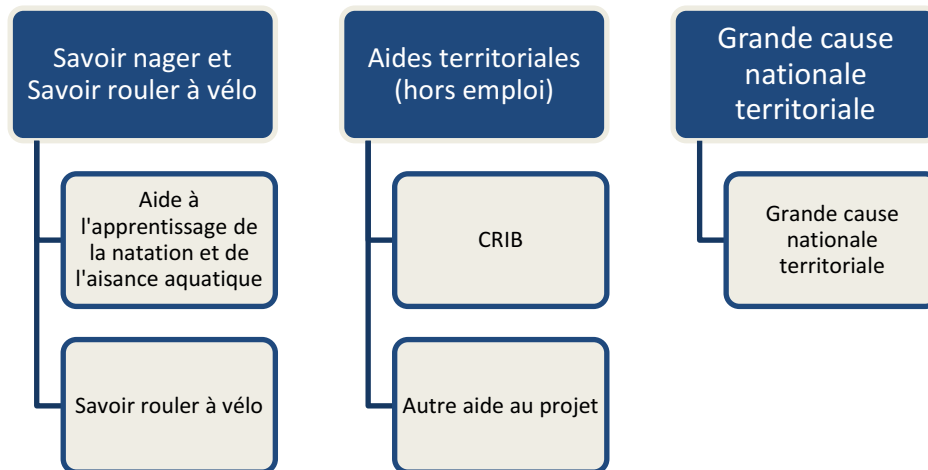 Savoir nager et
Savoir rouler à vélo
Aide à
l'apprentissage de
la natation et de
l'aisance aquatique
Savoir rouler à vélo
Aides territoriales
(hors emploi)
CRIB
Autre aide au projet
Grande cause
nationale
territoriale
Grande cause
nationale
territoriale